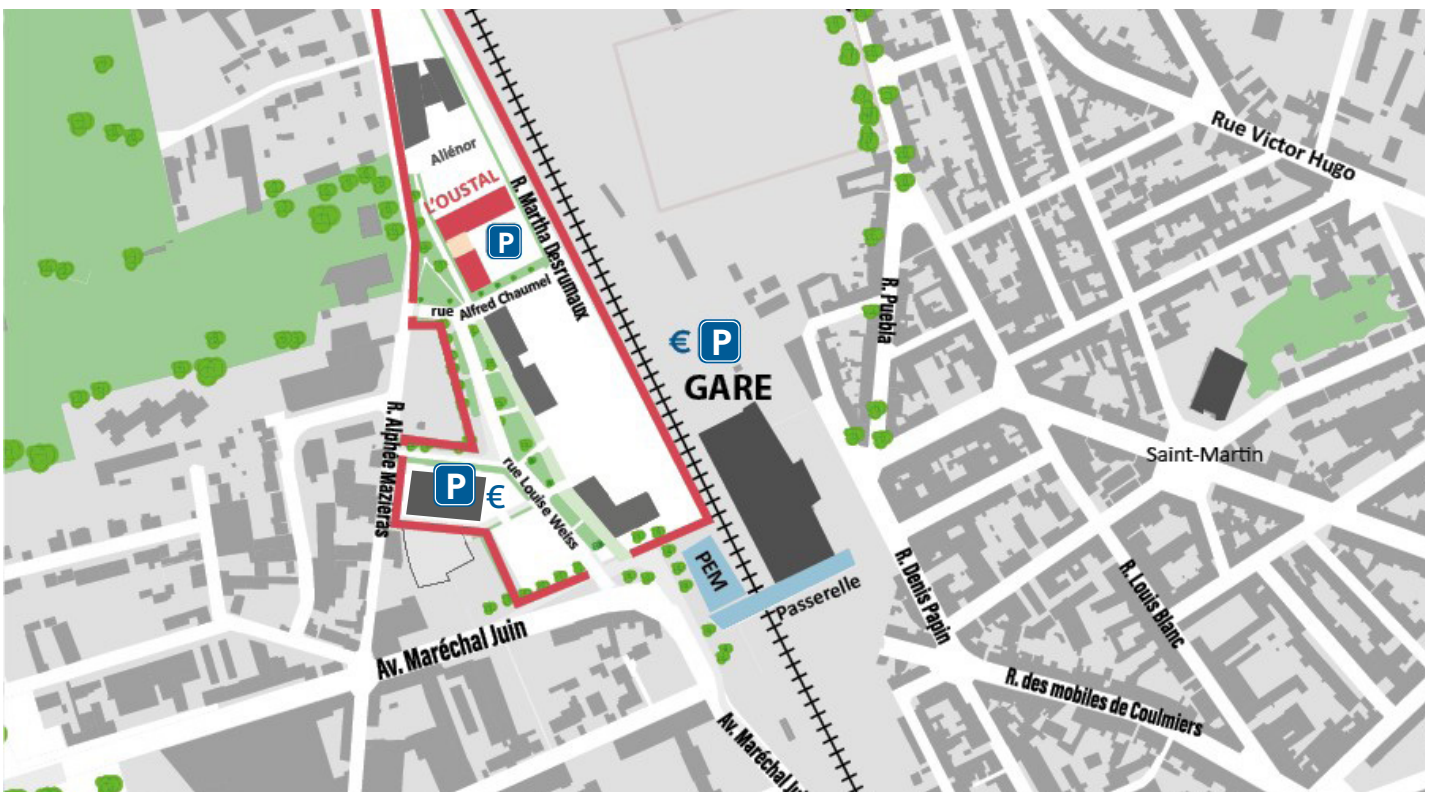 Rue Victor Hugo
Aliénor
L'OUSTAL
R. Martha Desrumaux
P
rue Alfred Chaumel
R. Puebla
€ P
GARE
R. Alphée Mazieras
Saint-Martin
P €
rue Louise Weiss
PEM
Passerelle
R. Denis Papin
R. Louis Blanc
Av. Maréchal Juin
R. des mobiles de Coulmiers
Av. Maréchal Juin